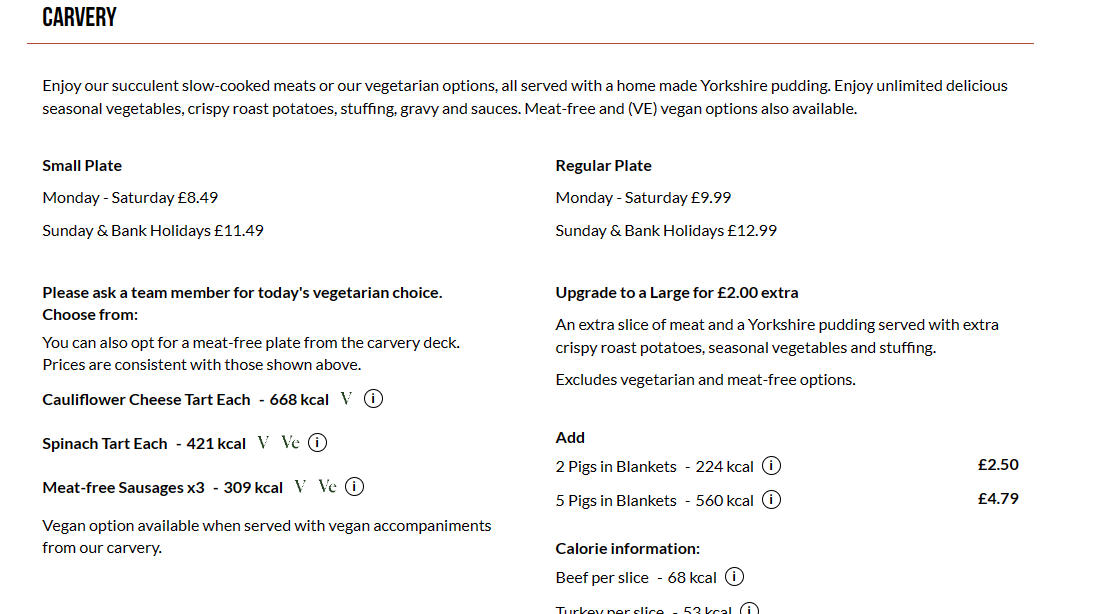 CARVERY
Enjoy our succulent slow-cooked meats or our vegetarian options, all served with a home made Yorkshire pudding. Enjoy unlimited delicious
seasonal vegetables, crispy roast potatoes, stuffing, gravy and sauces. Meat-free and (VE) vegan options also available.
Small Plate
Monday - Saturday £8.49
Sunday & Bank Holidays £11.49
Please ask a team member for today's vegetarian choice.
Choose from:
You can also opt for a meat-free plate from the carvery deck.
Prices are consistent with those shown above.
Cauliflower Cheese Tart Each - 668 kcal V i
Spinach Tart Each - 421 kcal V Ve i
Meat-free Sausages x3 - 309 kcal V Ve i
Vegan option available when served with vegan accompaniments
from our carvery.
Regular Plate
Monday - Saturday £9.99
Sunday & Bank Holidays £12.99
Upgrade to a Large for £2.00 extra
An extra slice of meat and a Yorkshire pudding served with extra
crispy roast potatoes, seasonal vegetables and stuffing.
Excludes vegetarian and meat-free options.
Add
2 Pigs in Blankets - 224 kcal i £2.50
5 Pigs in Blankets - 560 kcal i £4.79
Calorie information:
Beef per slice - 68 kcal i
Turkey per slice - 53 kcal i